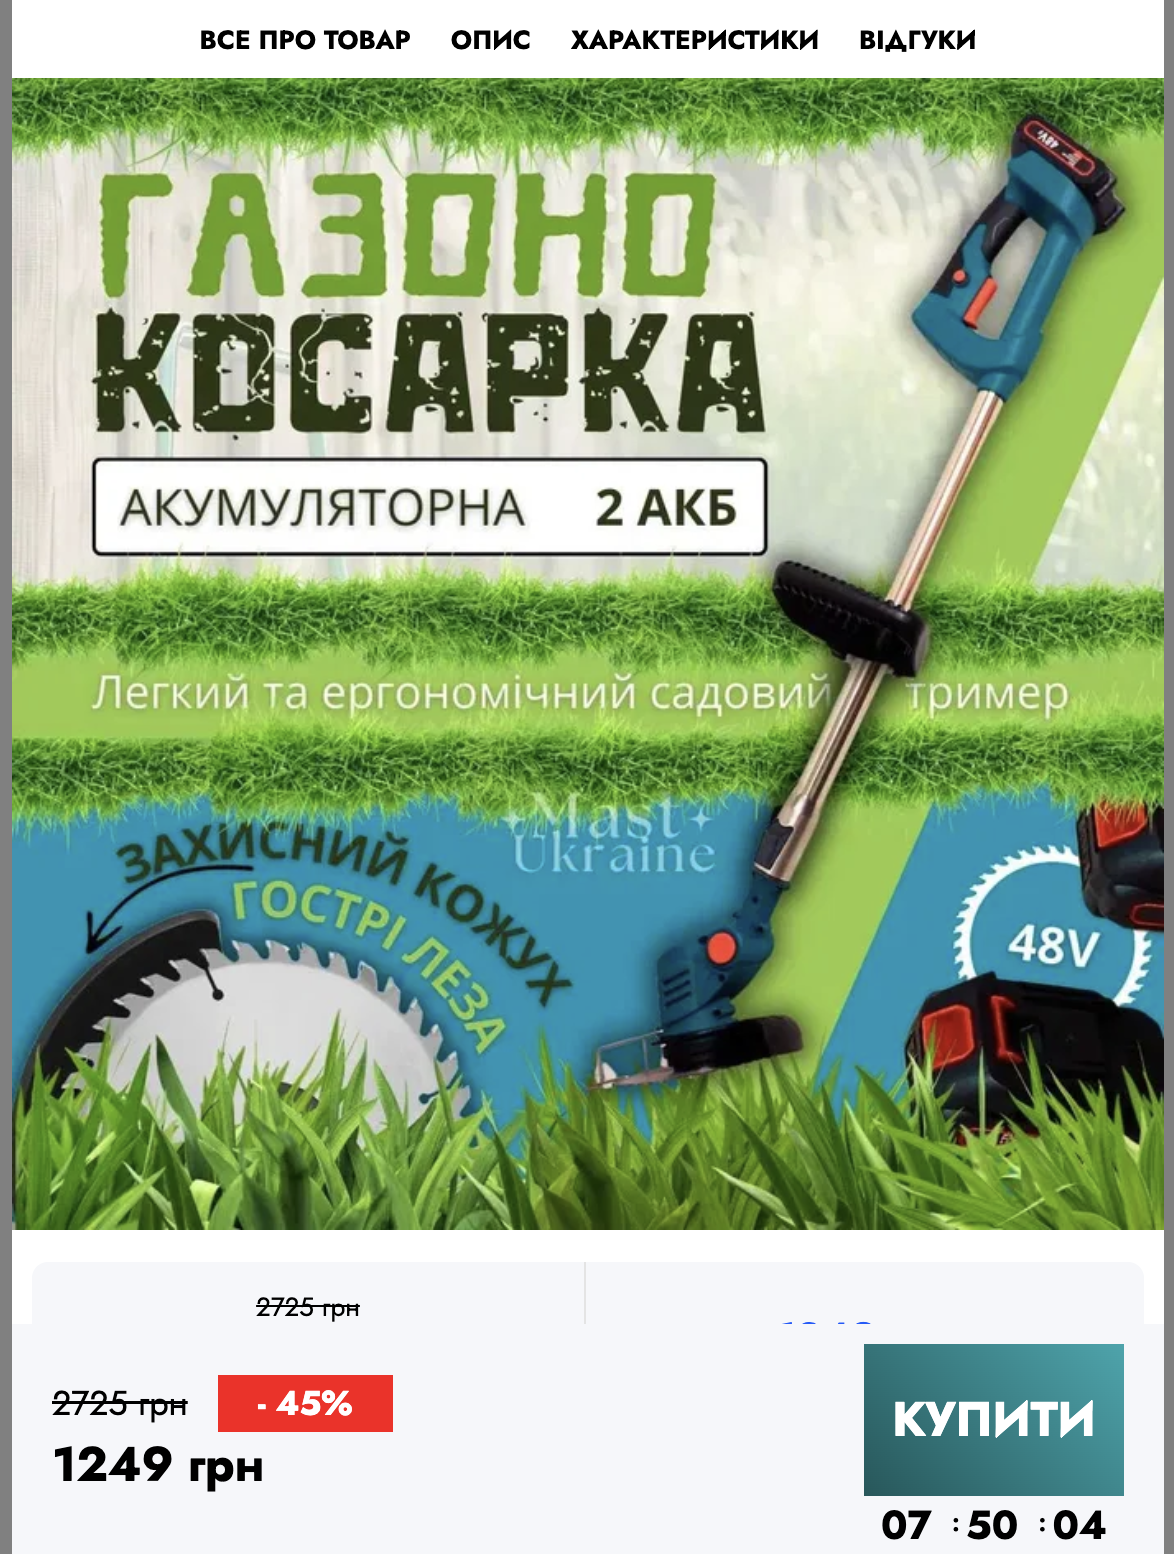 ВСЕ ПРО ТОВАР ОПИС ХАРАКТЕРИСТИКИ ВІДГУКИ
48V
ГАЗОНО
КОСАРКА
АКУМУЛЯТОРНА 2 АКБ
Легкий та ергономічний садовий тример
Mast
Ukraine
ЗАХИСНИЙ КОЖУХ
ГОСТРІ ЛЕЗА
48V
2725 грн
2725 грн - 45%
1249 грн
КУПИТИ
07 : 50 : 04